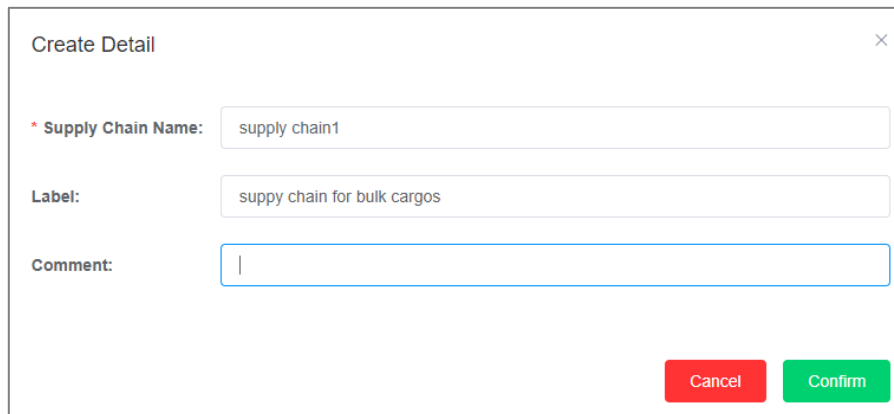 Create Detail
* Supply Chain Name: supply chain1
Label: suppy chain for bulk cargos
Comment:
Cancel Confirm